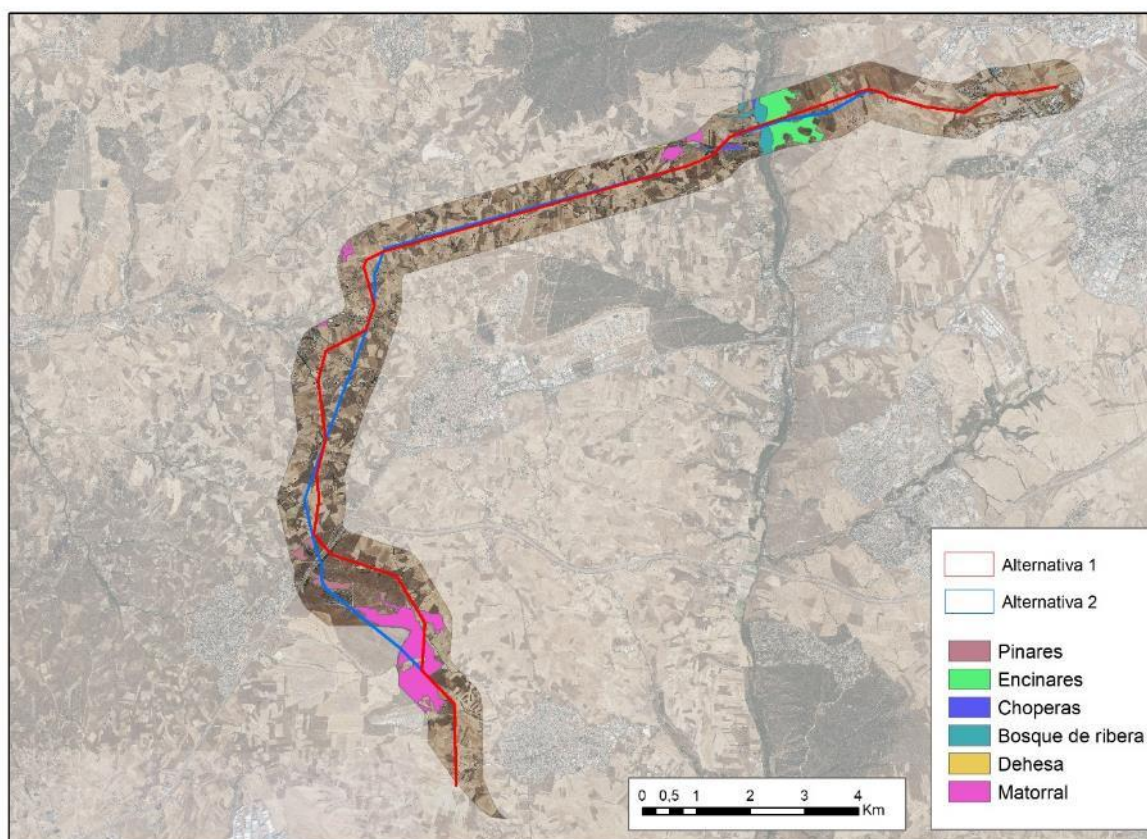 Alternativa 1
Alternativa 2
Pinares
Encinares
Choperas
Bosque de ribera
Dehesa
Matorral
0 0,5 1 2 3 4
Km